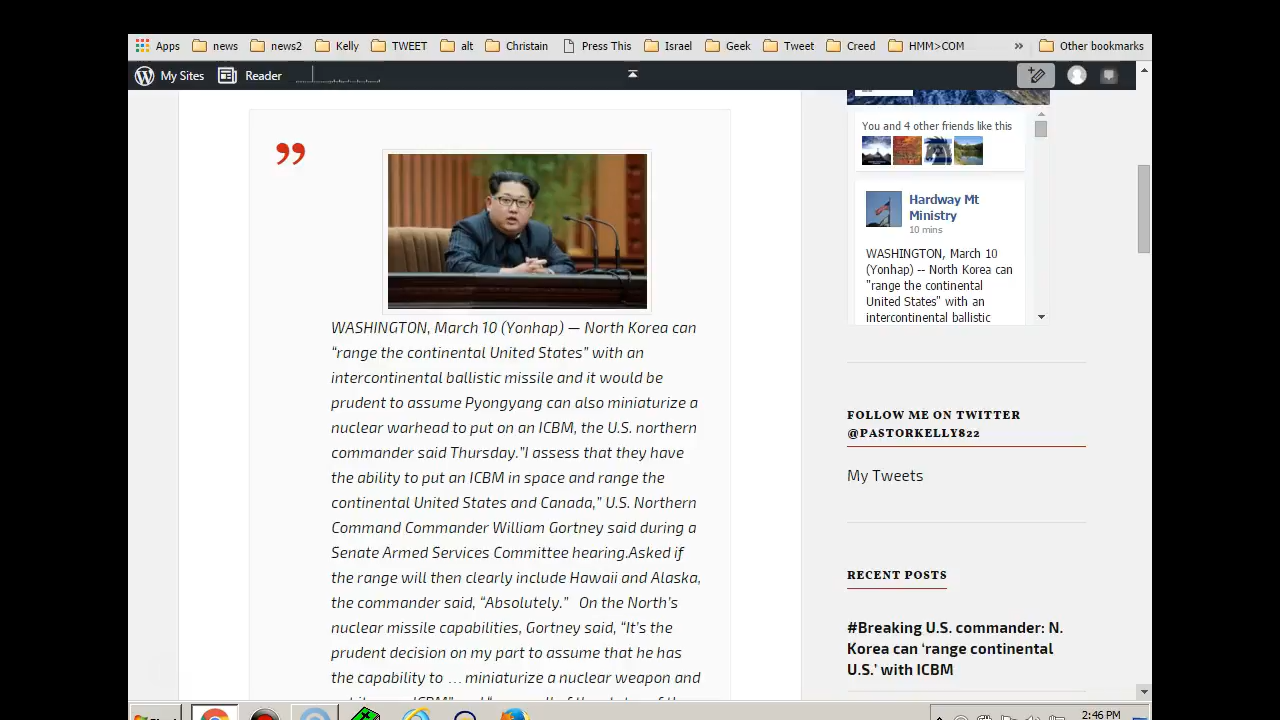 Apps news news2 Kelly TWEET alt Christain Press This Israel Geek Tweet Creed HMM>COM » Other bookmarks
My Sites Reader
You and 4 other friends like this
Hardway Mt
Ministry
10 mins
WASHINGTON, March 10
(Yonhap) -- North Korea can
"range the continental
United States" with an
intercontinental ballistic
”
WASHINGTON, March 10 (Yonhap) — North Korea can
“range the continental United States” with an
intercontinental ballistic missile and it would be
prudent to assume Pyongyang can also miniaturize a
nuclear warhead to put on an ICBM, the U.S. northern
commander said Thursday.”I assess that they have
the ability to put an ICBM in space and range the
continental United States and Canada,” U.S. Northern
Command Commander William Gortney said during a
Senate Armed Services Committee hearing.Asked if
the range will then clearly include Hawaii and Alaska,
the commander said, “Absolutely.”   On the North’s
nuclear missile capabilities, Gortney said, “It’s the
prudent decision on my part to assume that he has
the capability to … miniaturize a nuclear weapon and
FOLLOW ME ON TWITTER
@PASTORKELLY822
My Tweets
RECENT POSTS
#Breaking U.S. commander: N.
Korea can ‘range continental
U.S.’ with ICBM
2:46 PM